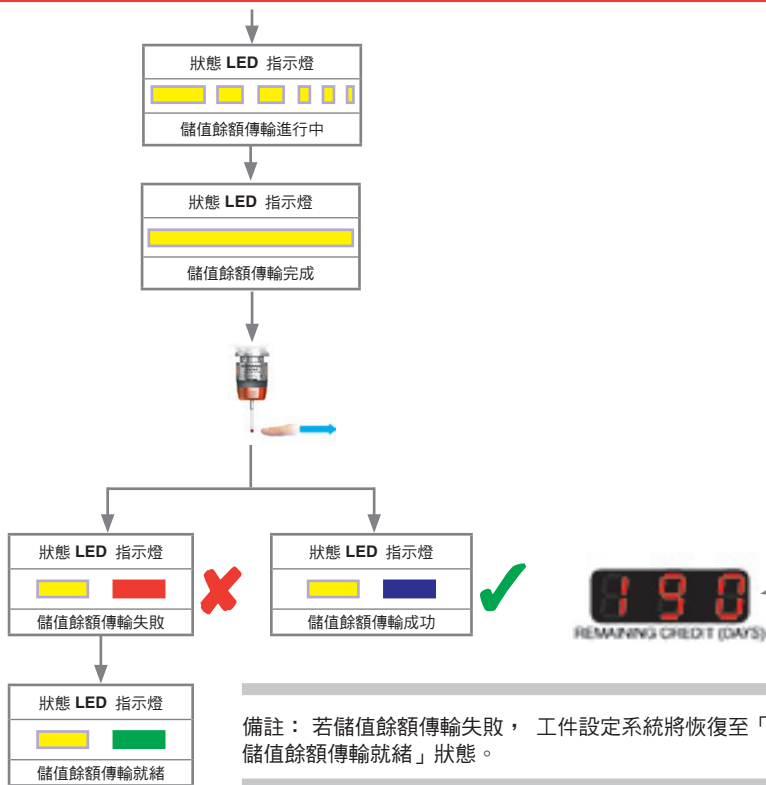 狀態 LED 指示燈
儲值餘額傳輸進行中
狀態 LED 指示燈
儲值餘額傳輸完成
狀態 LED 指示燈
儲值餘額傳輸失敗
狀態 LED 指示燈
儲值餘額傳輸成功
190
REMAINING CREDIT (DAYS)
狀態 LED 指示燈
儲值餘額傳輸就緒
備註： 若儲值餘額傳輸失敗， 工件設定系統將恢復至「
儲值餘額傳輸就緒」狀態。